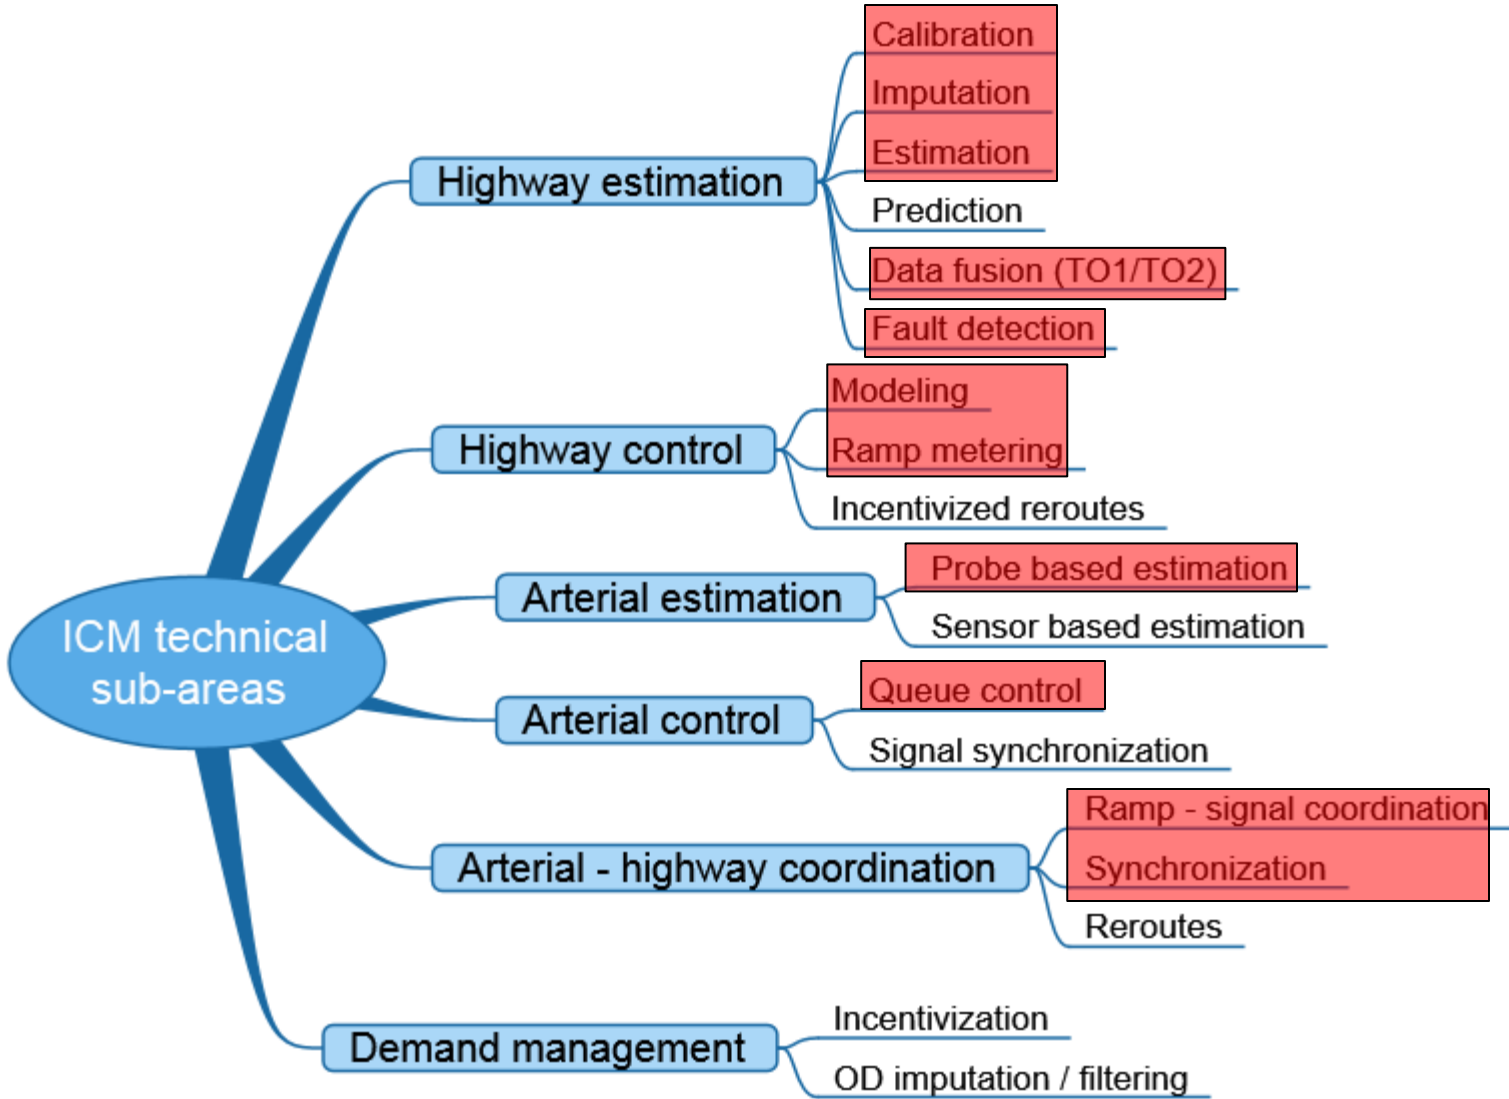 ICM technical
sub-areas
Highway estimation
Calibration
Imputation
Estimation
Prediction
Data fusion (TO1/TO2)
Fault detection
Highway control
Modeling
Ramp metering
Incentivized reroutes
Arterial estimation
Probe based estimation
Sensor based estimation
Arterial control
Queue control
Signal synchronization
Arterial - highway coordination
Ramp - signal coordination
Synchronization
Reroutes
Demand management
Incentivization
OD imputation / filtering